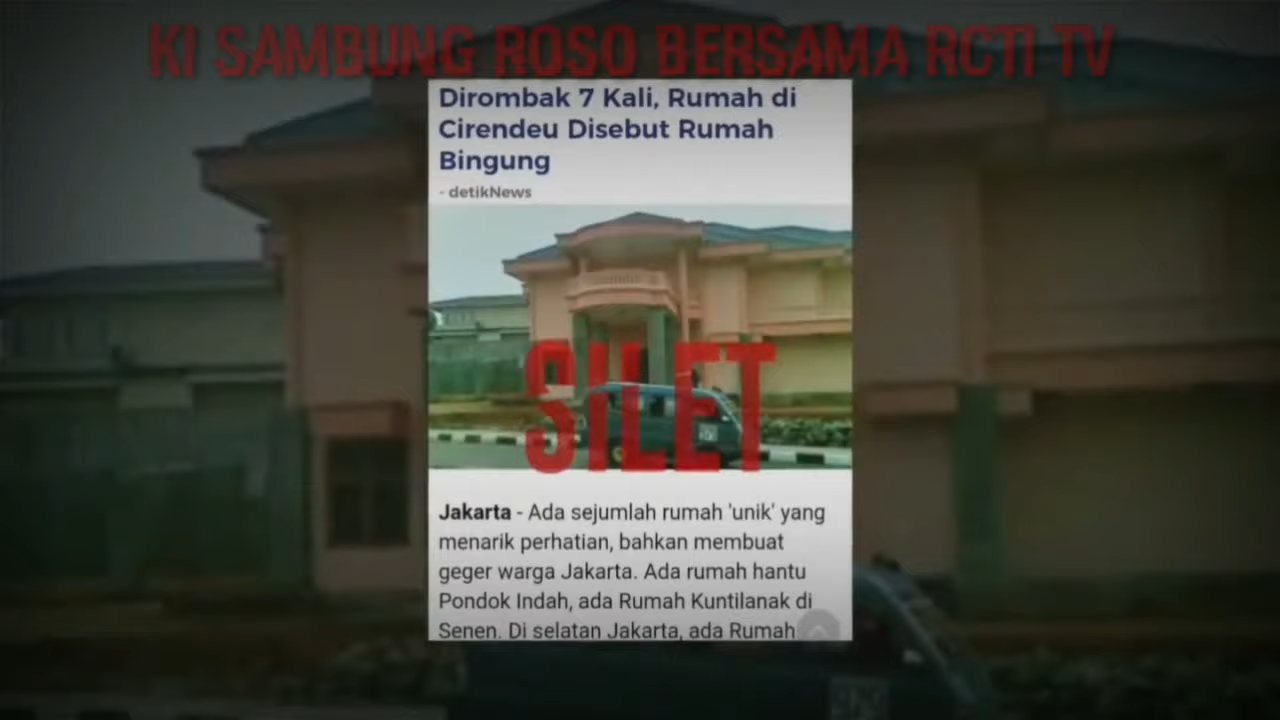 KI SAMBUNG ROSO BERSAMA RCTI TV
Dirombak 7 Kali, Rumah di
Cirendeu Disebut Rumah
Bingung
- detikNews
SILET
Jakarta - Ada sejumlah rumah 'unik' yang
menarik perhatian, bahkan membuat
geger warga Jakarta. Ada rumah hantu
Pondok Indah, ada Rumah Kuntilanak di
Senen. Di selatan Jakarta, ada Rumah